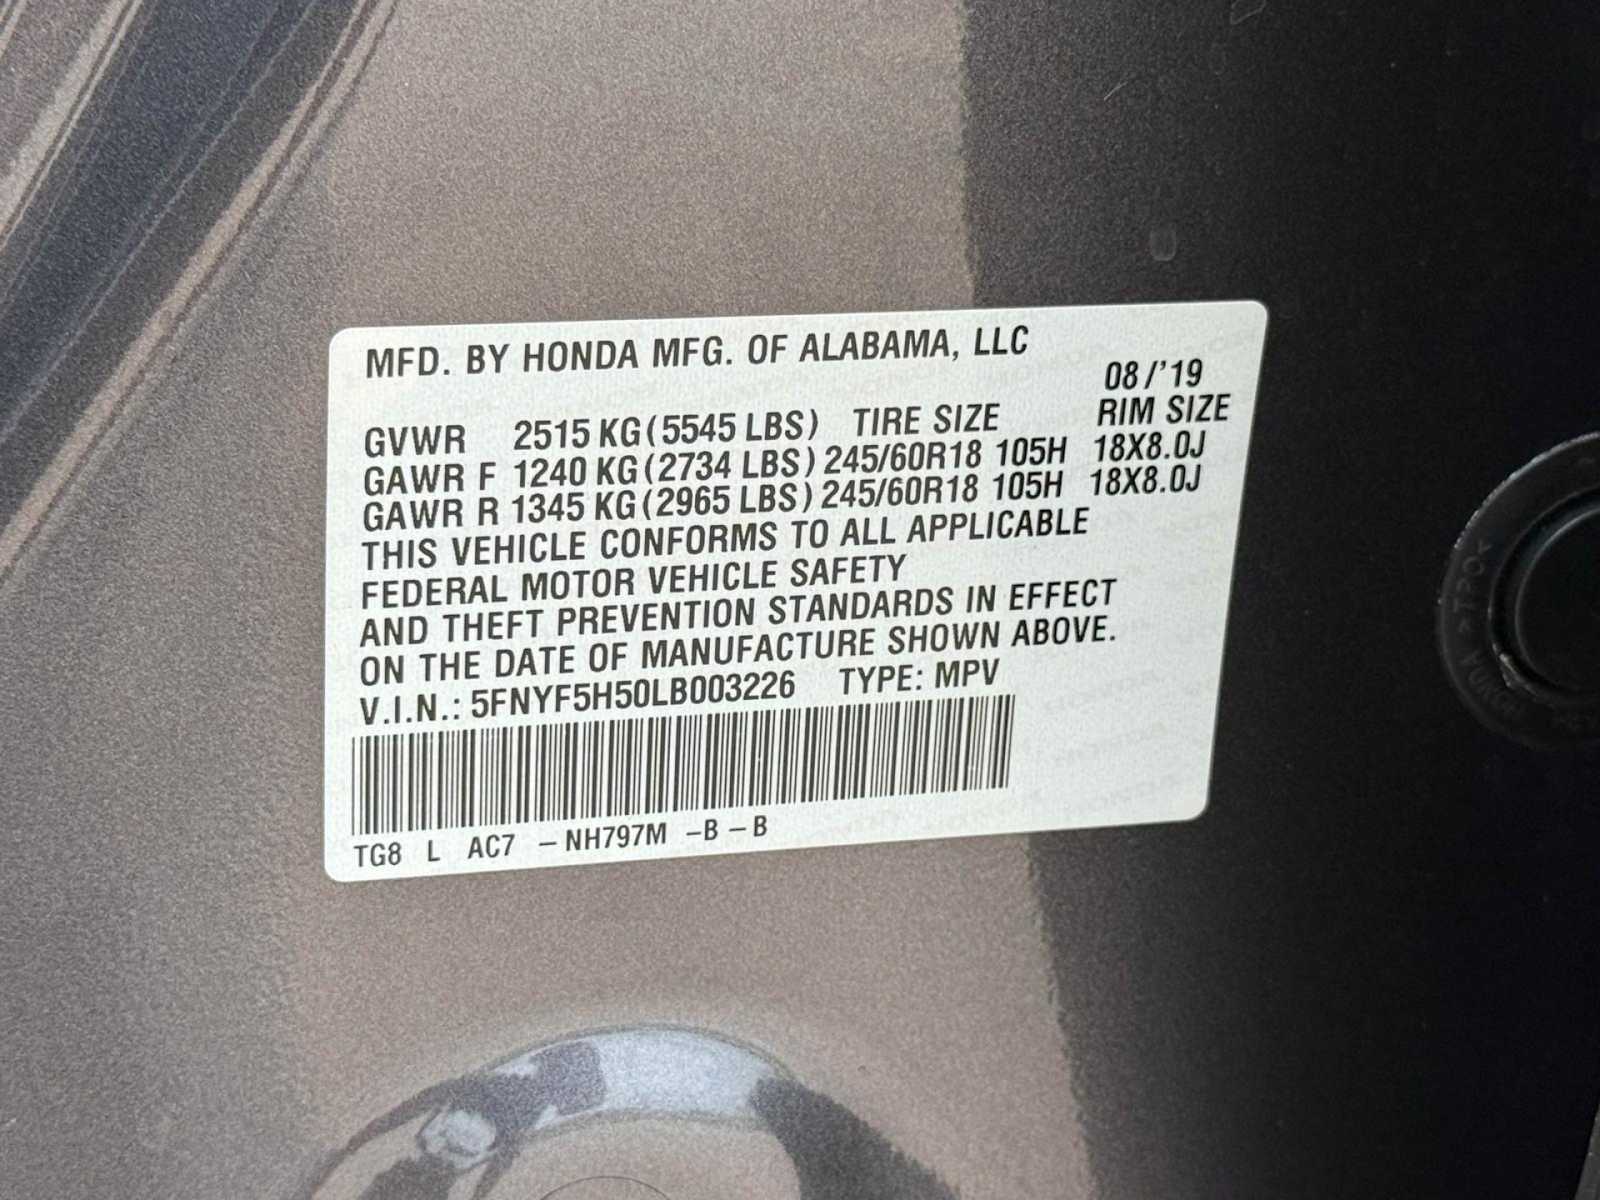 MFD. BY HONDA MFG. OF ALABAMA, LLC
08/'19
GVWR 2515 KG (5545 LBS) TIRE SIZE RIM SIZE
GAWR F 1240 KG (2734 LBS) 245/60R18 105H 18X8.0J
GAWR R 1345 KG (2965 LBS) 245/60R18 105H 18X8.0J
THIS VEHICLE CONFORMS TO ALL APPLICABLE
FEDERAL MOTOR VEHICLE SAFETY
AND THEFT PREVENTION STANDARDS IN EFFECT
ON THE DATE OF MANUFACTURE SHOWN ABOVE.
V.I.N.: 5FNYF5H50LB003226 TYPE: MPV
TG8 L AC7 – NH797M –B – B
>TPO<